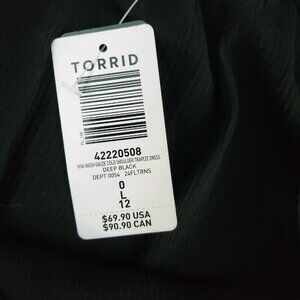 TORRID
42220508
MINI WASH GAUZE COLD SHOULDER TRAPEZE DRESS
DEEP BLACK
DEPT 0054 24FLTRNS
0
L
12
$69.90 USA
$90.90 CAN